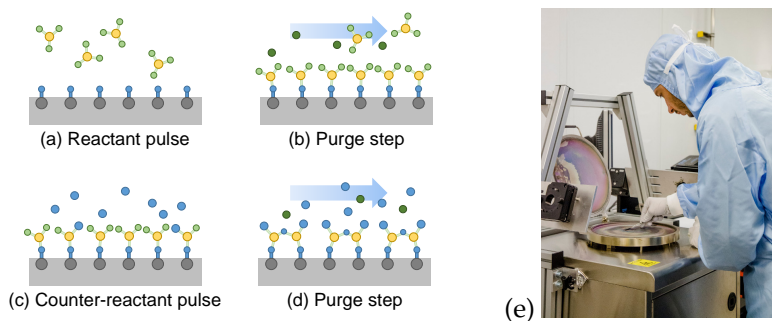 (a) Reactant pulse
(b) Purge step
(c) Counter-reactant pulse
(d) Purge step
(e)